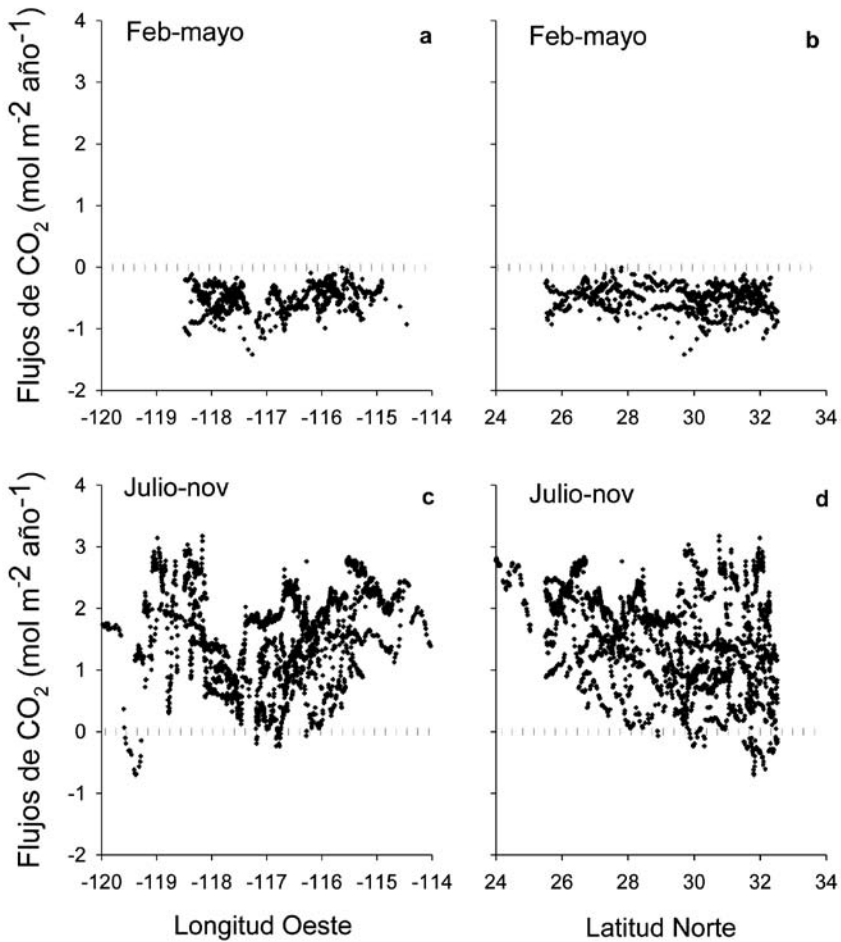 Feb-mayo
a
Flujos de CO₂ (mol m⁻² año⁻¹)
4
3
2
1
0
-1
-2
-120 -119 -118 -117 -116 -115 -114
Feb-mayo
b
24 26 28 30 32 34
Julio-nov
c
Flujos de CO₂ (mol m⁻² año⁻¹)
4
3
2
1
0
-1
-2
-120 -119 -118 -117 -116 -115 -114
Longitud Oeste
Julio-nov
d
24 26 28 30 32 34
Latitud Norte